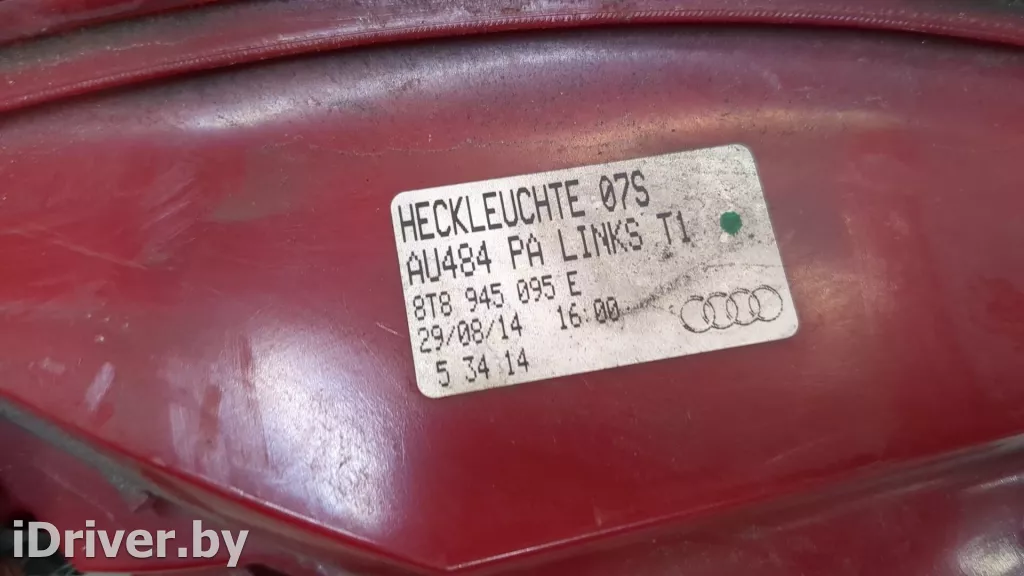 HECKLEUCHTE 07S
AU484 PA LINKS T1
8T8 945 095 E
29/08/14 16:00
5 34 14
iDriver.by